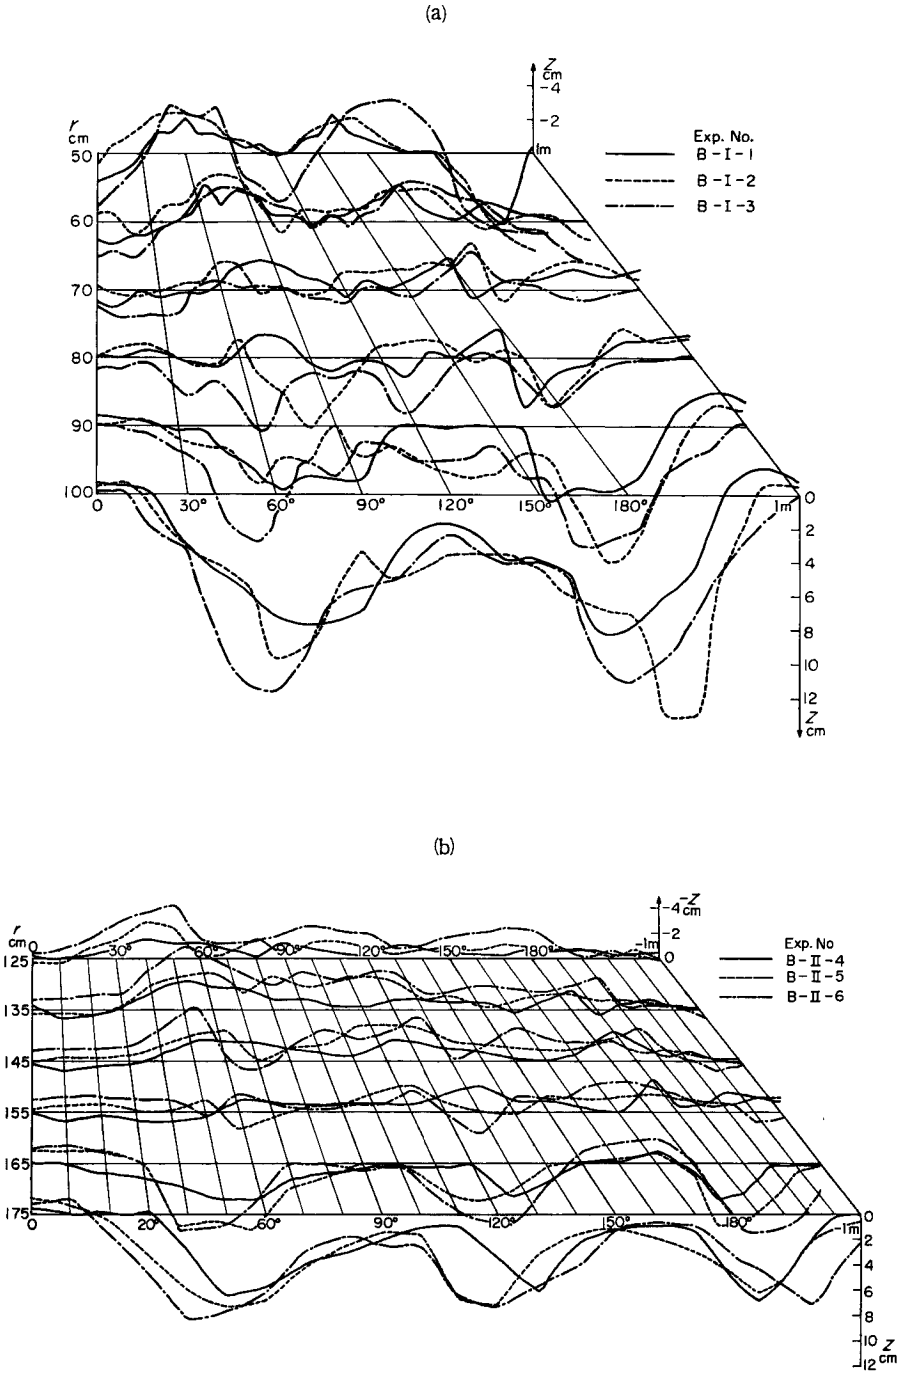 (a)
Z
cm
-4
-2
1m
r
cm
Exp. No.
B-I-1
B-I-2
B-I-3
50
60
70
80
90
100
0 30° 60° 90° 120° 150° 180° 1m
0
2
4
6
8
10
12
Z
cm
(b)
-Z
cm
-4
-2
0
-1m
r
cm
0 30° 60° 90° 120° 150° 180°
Exp. No
B-II-4
B-II-5
B-II-6
125
135
145
155
165
175
0 20° 60° 90° 120° 150° 180° -1m
0
2
4
6
8
10
12
Z
cm